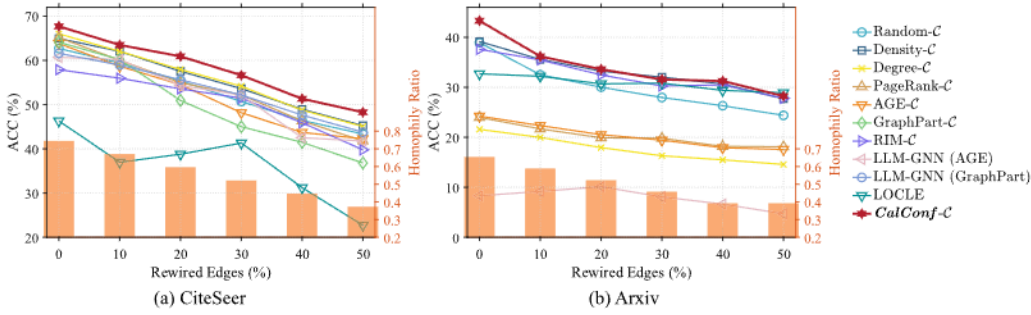 70
60
50
40
30
20
ACC (%)
0.8
0.7
0.6
0.5
0.4
0.3
0.2
Homophily Ratio
0 10 20 30 40 50
Rewired Edges (%)
(a) CiteSeer
40
30
20
10
0
ACC (%)
0.7
0.6
0.5
0.4
0.3
0.2
Homophily Ratio
0 10 20 30 40 50
Rewired Edges (%)
(b) Arxiv
Random-C
Density-C
Degree-C
PageRank-C
AGE-C
GraphPart-C
RIM-C
LLM-GNN (AGE)
LLM-GNN (GraphPart)
LOCLE
CalConf-C